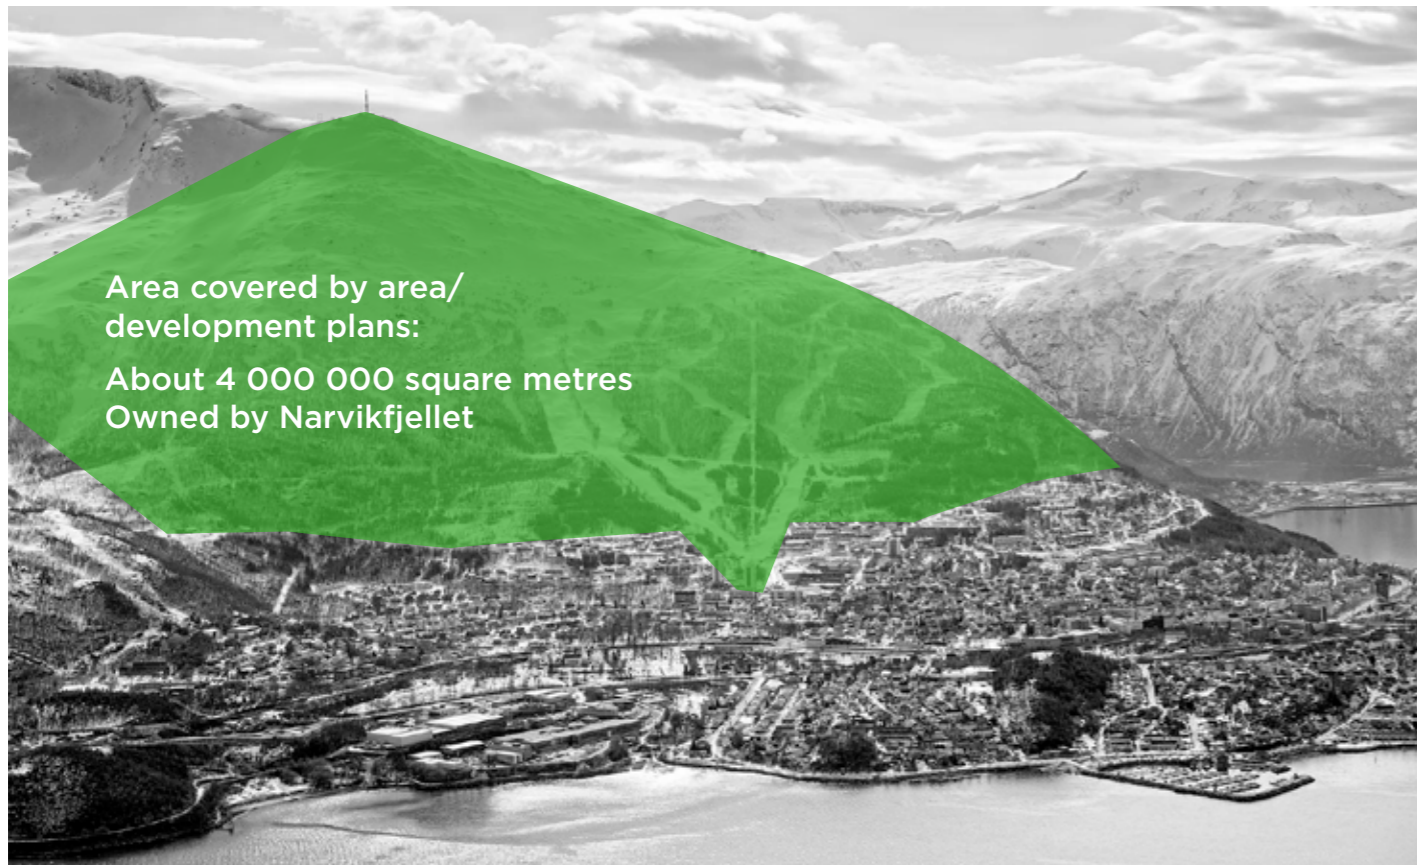 Area covered by area/
development plans:
About 4 000 000 square metres
Owned by Narvikfjellet